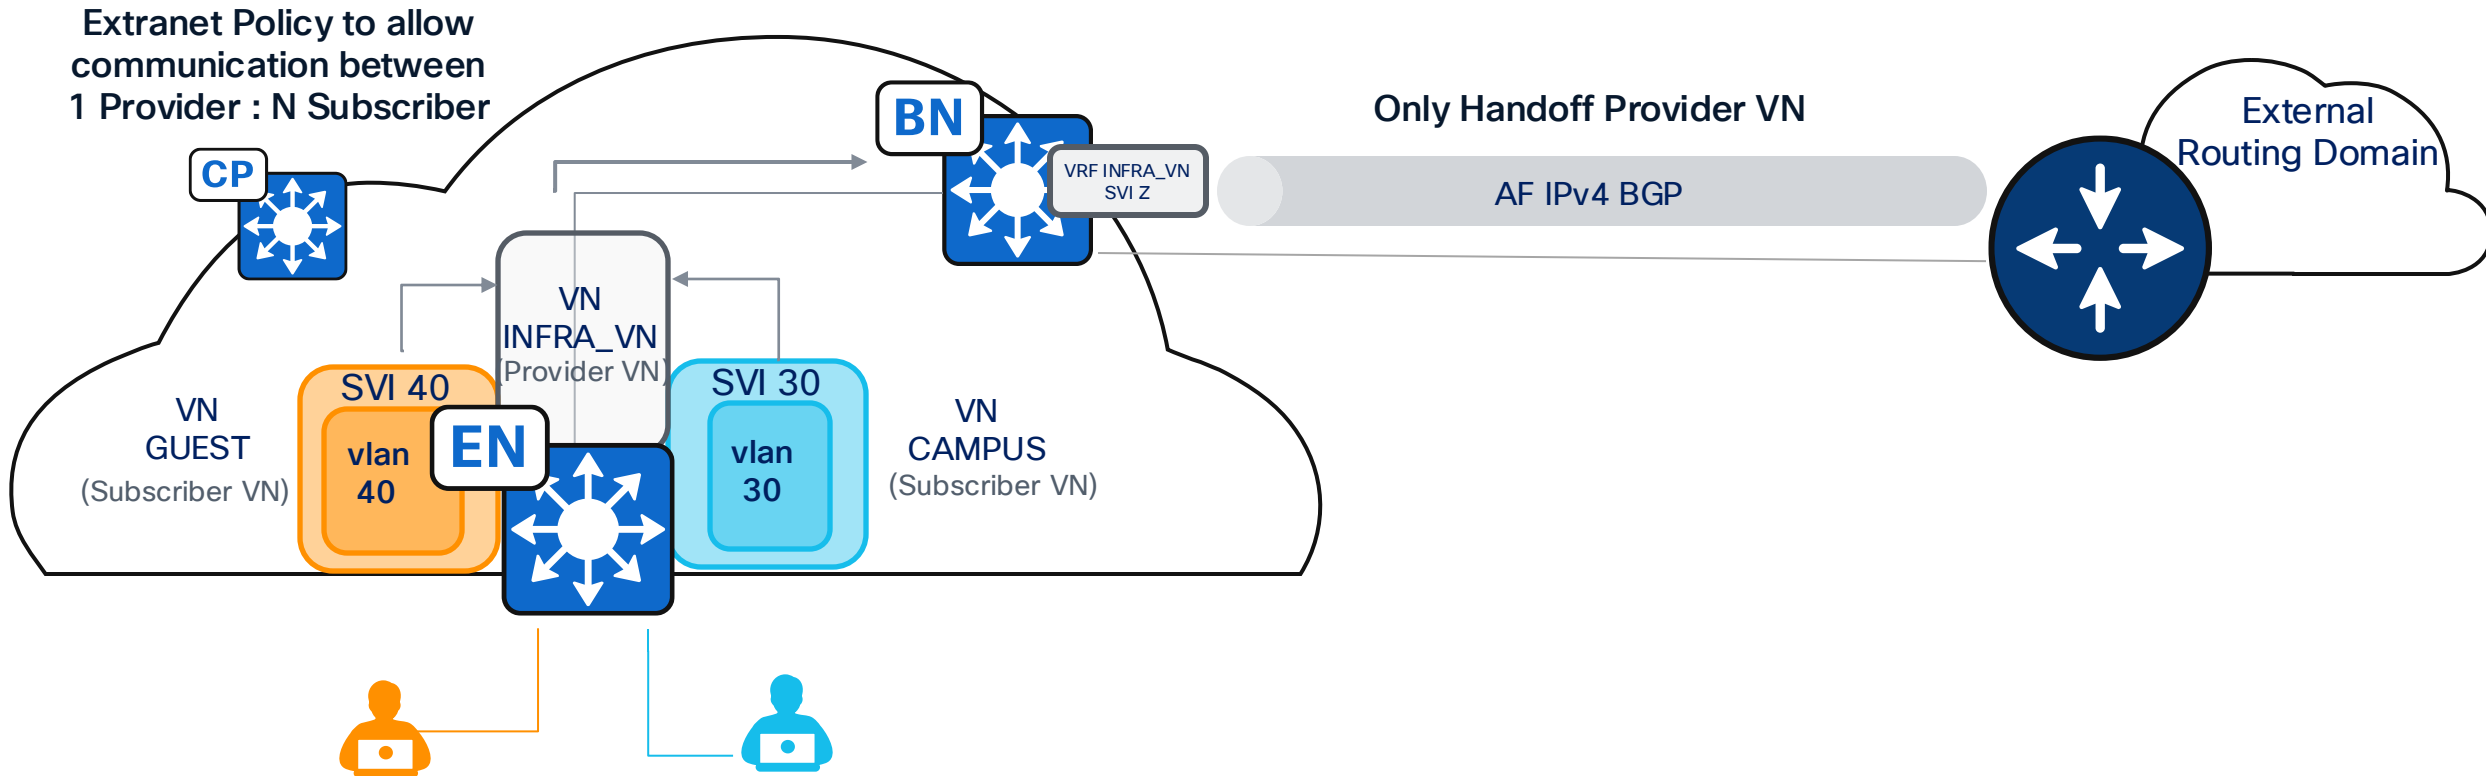 Extranet Policy to allow
communication between
1 Provider : N Subscriber
CP
BN
VRF INFRA_VN
SVI Z
Only Handoff Provider VN
AF IPv4 BGP
External
Routing Domain
VN
INFRA_VN
(Provider VN)
VN
GUEST
(Subscriber VN)
SVI 40
vlan
40
EN
SVI 30
vlan
30
VN
CAMPUS
(Subscriber VN)